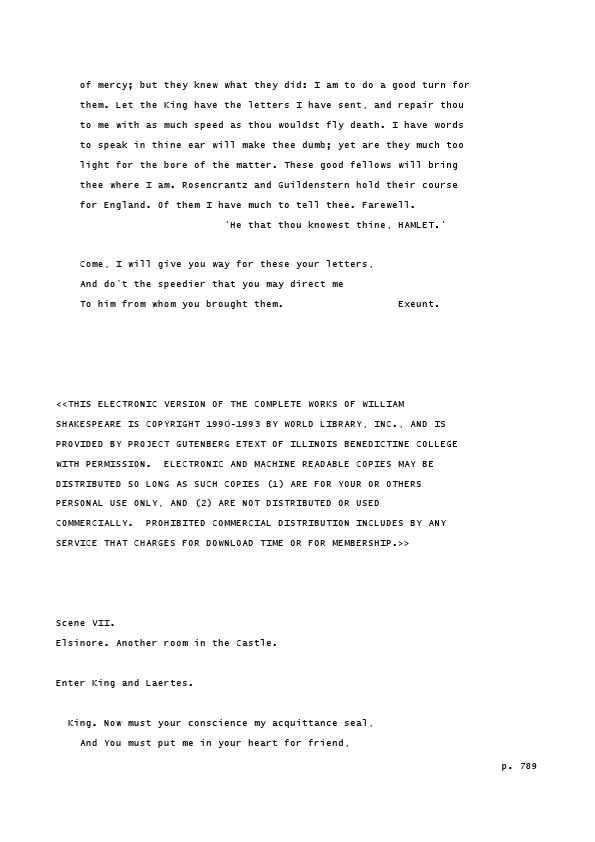 of mercy; but they knew what they did: I am to do a good turn for
them. Let the King have the letters I have sent, and repair thou
to me with as much speed as thou wouldst fly death. I have words
to speak in thine ear will make thee dumb; yet are they much too
light for the bore of the matter. These good fellows will bring
thee where I am. Rosencrantz and Guildenstern hold their course
for England. Of them I have much to tell thee. Farewell.
'He that thou knowest thine, HAMLET.'
Come, I will give you way for these your letters,
And do't the speedier that you may direct me
To him from whom you brought them. Exeunt.
<<THIS ELECTRONIC VERSION OF THE COMPLETE WORKS OF WILLIAM
SHAKESPEARE IS COPYRIGHT 1990-1993 BY WORLD LIBRARY, INC., AND IS
PROVIDED BY PROJECT GUTENBERG ETEXT OF ILLINOIS BENEDICTINE COLLEGE
WITH PERMISSION. ELECTRONIC AND MACHINE READABLE COPIES MAY BE
DISTRIBUTED SO LONG AS SUCH COPIES (1) ARE FOR YOUR OR OTHERS
PERSONAL USE ONLY, AND (2) ARE NOT DISTRIBUTED OR USED
COMMERCIALLY. PROHIBITED COMMERCIAL DISTRIBUTION INCLUDES BY ANY
SERVICE THAT CHARGES FOR DOWNLOAD TIME OR FOR MEMBERSHIP.>>
Scene VII.
Elsinore. Another room in the Castle.
Enter King and Laertes.
King. Now must your conscience my acquittance seal,
And You must put me in your heart for friend,
p. 789